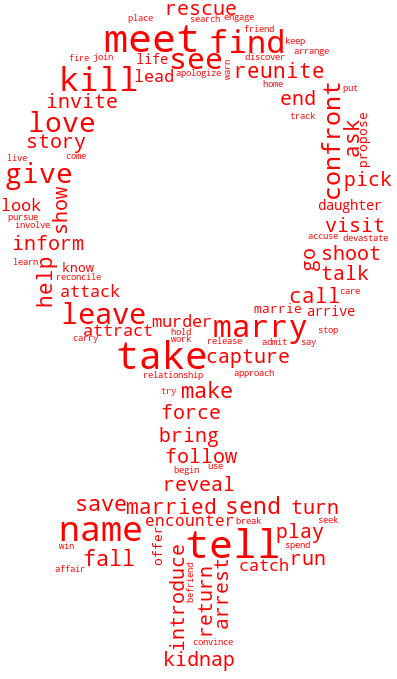 rescue
place search engage
meet friend
find keep
see arrange
fire join life discover
kill lead apologize warn reunite
home put
invite end
love track confront ask propose
story
live come
give pick
look show daughter
pursue visit
involve accuse devastate
inform go shoot
learn know talk
help reconcile
attack call care
leave marrie arrive
murder marry
attract hold stop
carry work release admit say
take capture
relationship approach
try make
force
bring
follow
begin use
reveal
save married send turn
name encounter break seek
offer tell play
win spend
fall catch run
affair introduce return arrest
befriend
convince
kidnap